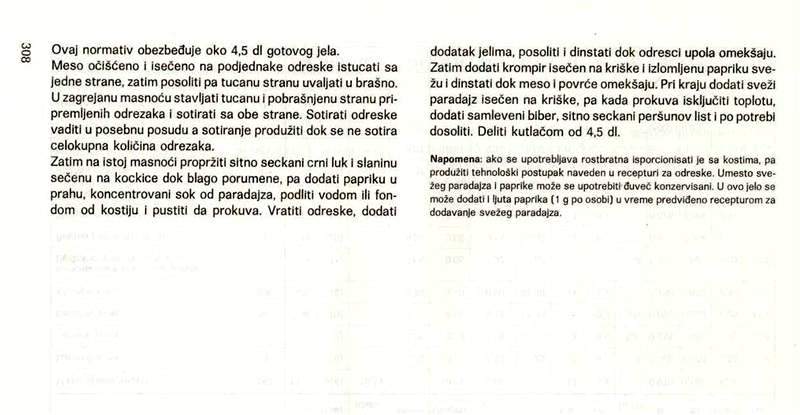 308
Ovaj normativ obezbeđuje oko 4,5 dl gotovog jela.
Meso očišćeno i isečeno na podjednake odreske istucati sa
jedne strane, zatim posoliti pa tucanu stranu uvaljati u brašno.
U zagrejanu masnoću stavljati tucanu i pobrašnjenu stranu pri-
premljenih odrezaka i sotirati sa obe strane. Sotirati odreske
vaditi u posebnu posudu a sotiranje produžiti dok se ne sotira
celokupna količina odrezaka.
Zatim na istoj masnoći propržiti sitno seckani crni luk i slaninu
sečenu na kockice dok blago porumene, pa dodati papriku u
prahu, koncentrovani sok od paradajza, podliti vodom ili fon-
dom od kostiju i pustiti da prokuva. Vratiti odreske, dodati
dodatak jelima, posoliti i dinstati dok odresci upola omekšaju.
Zatim dodati krompir isečen na kriške i izlomljenu papriku sve-
žu i dinstati dok meso i povrće omekšaju. Pri kraju dodati sveži
paradajz isečen na kriške, pa kada prokuva isključiti toplotu,
dodati samleveni biber, sitno seckani peršunov list i po potrebi
dosoliti. Deliti kutlačom od 4,5 dl.
Napomena: ako se upotrebljava rostbratna isporcionisati je sa kostima, pa
produžiti tehnološki postupak naveden u recepturi za odreske. Umesto sve-
žeg paradajza i paprike može se upotrebiti đuveč konzervisani. U ovo jelo se
može dodati i ljuta paprika (1 g po osobi) u vreme predviđeno recepturom za
dodavanje svežeg paradajza.